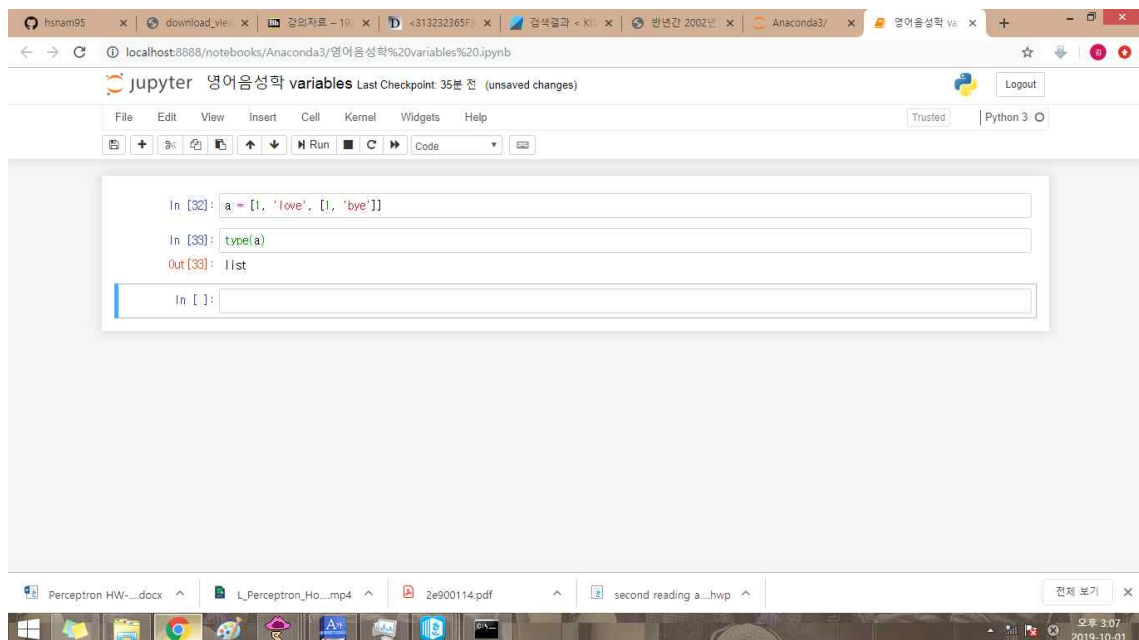 hsnam95 download_vie 강의자료 – 19 <313232365F 검색결과 < KI 반년간 2002년 Anaconda3/ 영어음성학 va
localhost:8888/notebooks/Anaconda3/영어음성학%20variables%20.ipynb
jupyter 영어음성학 variables Last Checkpoint: 35분 전 (unsaved changes) Logout
File Edit View Insert Cell Kernel Widgets Help Trusted Python 3
Run Code
In [32]: a = [1, 'love', [1, 'bye']]
In [33]: type(a)
Out[33]: list
In [ ]:
Perceptron HW-....docx L_Perceptron_Ho....mp4 2e900114.pdf second reading a....hwp 전체 보기
오후 3:07
2019-10-01